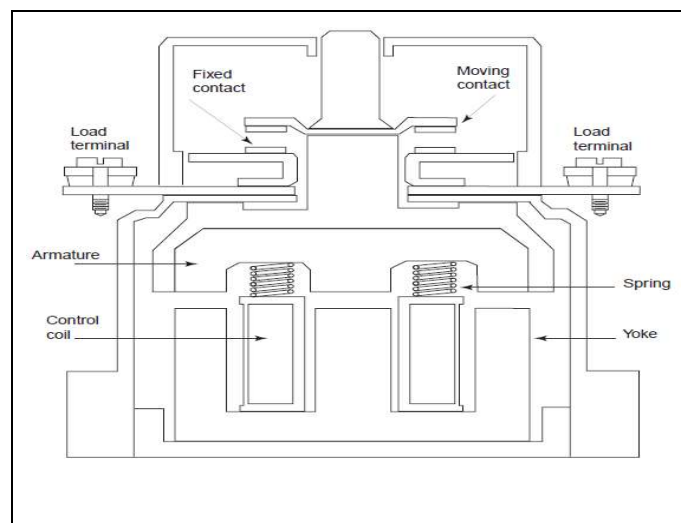 Fixed
contact
Moving
contact
Load
terminal
Load
terminal
Armature
Spring
Control
coil
Yoke